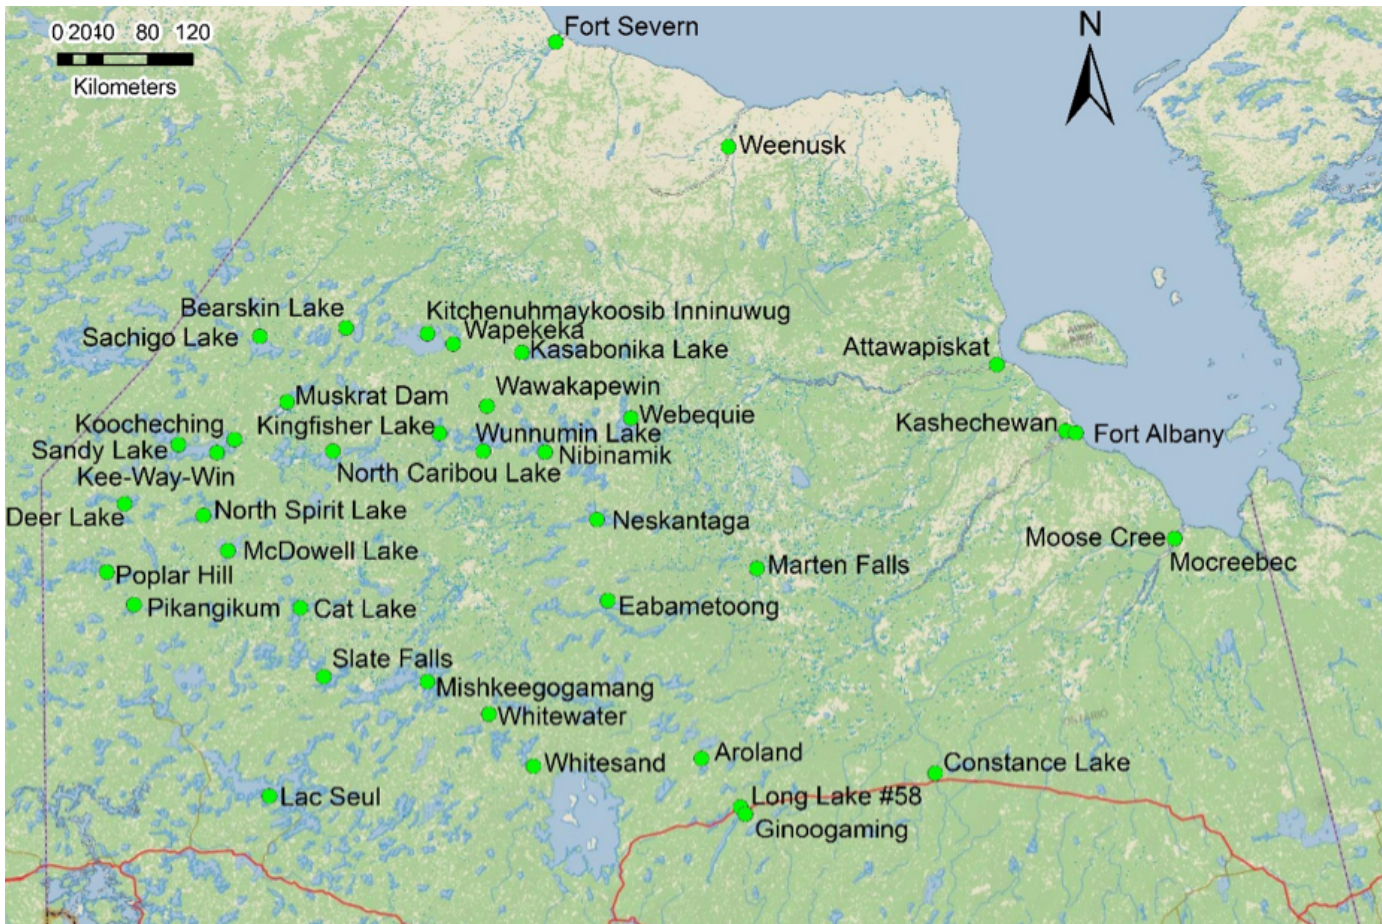 Fort Severn
N
0 20 40 80 120
Kilometers
Weenusk
Bearskin Lake
Kitchenuhmaykoosib Inninuwug
Sachigo Lake
Wapekeka
Kasabonika Lake
Attawapiskat
Muskrat Dam
Wawakapewin
Webequie
Koocheching
Kingfisher Lake
Kashechewan
Fort Albany
Sandy Lake
Wunnumin Lake
Nibinamik
Kee-Way-Win
North Caribou Lake
Deer Lake
North Spirit Lake
Neskantaga
McDowell Lake
Moose Cree
Mocreebec
Poplar Hill
Marten Falls
Pikangikum
Cat Lake
Eabametoong
Slate Falls
Mishkeegogamang
Whitewater
ONTARIO
Whitesand
Aroland
Constance Lake
Lac Seul
Long Lake #58
Ginoogaming